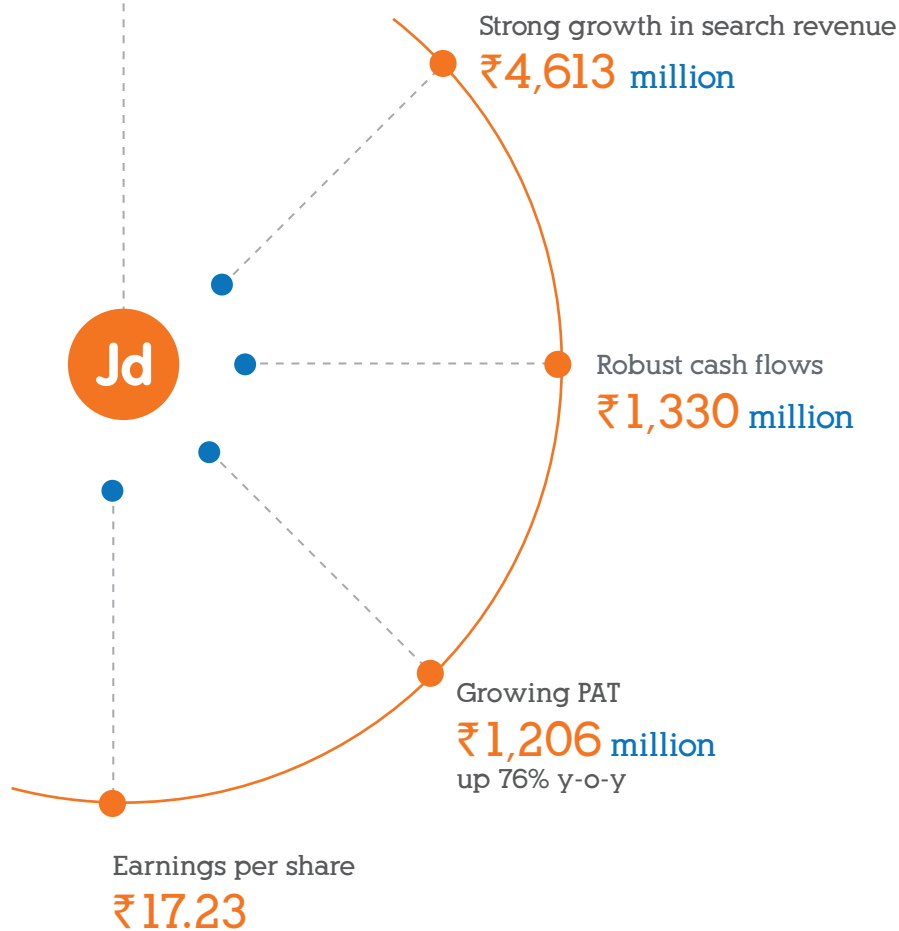 Strong growth in search revenue
₹4,613 million
Jd
Robust cash flows
₹1,330 million
Growing PAT
₹1,206 million
up 76% y-o-y
Earnings per share
₹17.23